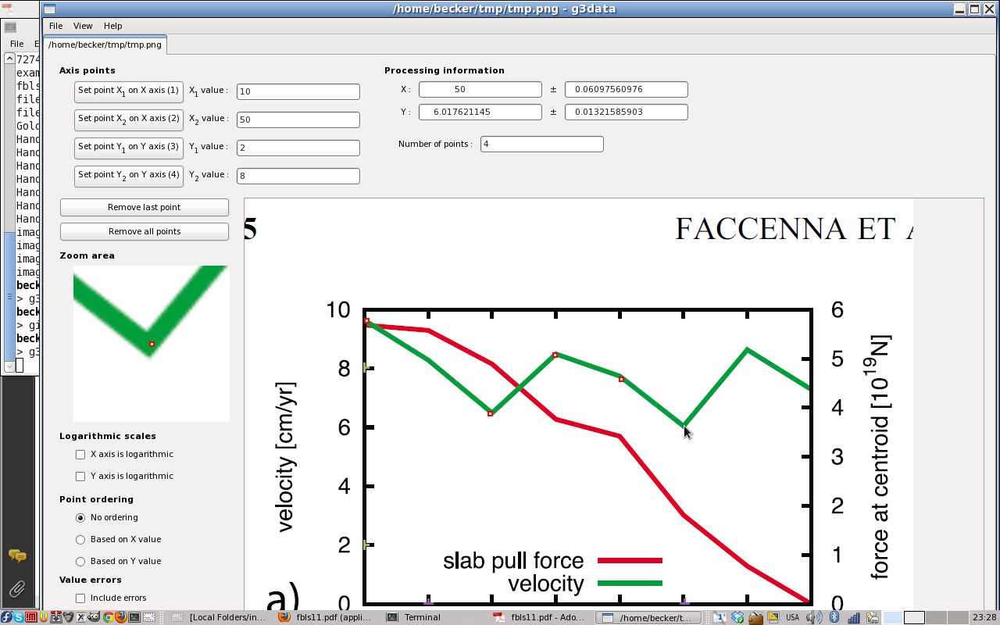 /home/becker/tmp/tmp.png - g3data
File View Help
/home/becker/tmp/tmp.png
File E
7274
exam
fbls
file
file
Gold
Hand
Hand
Hand
Hand
Hand
Hand
Hand
imag
imag
imag
imag
beck
> g3
beck
> gi
beck
> g3
Axis points
Set point X1 on X axis (1) X1 value : 10
Set point X2 on X axis (2) X2 value : 50
Set point Y1 on Y axis (3) Y1 value : 2
Set point Y2 on Y axis (4) Y2 value : 8
Processing information
X : 50 ± 0.06097560976
Y : 6.017621145 ± 0.01321585903
Number of points : 4
Remove last point
Remove all points
Zoom area
Logarithmic scales
X axis is logarithmic
Y axis is logarithmic
Point ordering
No ordering
Based on X value
Based on Y value
Value errors
Include errors
5 FACCENNA ET A
10
8
6
4
2
0
velocity [cm/yr]
6
5
4
3
2
1
0
force at centroid [10^19N]
slab pull force
velocity
a)
[Local Folders/in... fbls11.pdf (appli... Terminal fbls11.pdf - Ado... /home/becker/t... USA 23:28